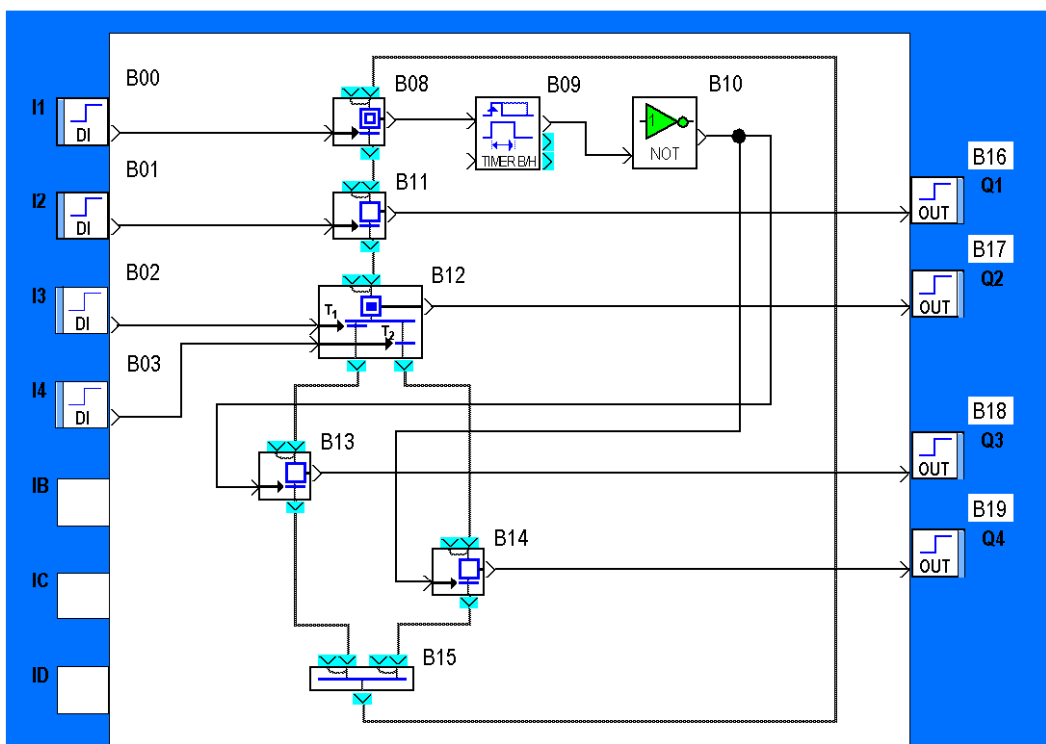 B00
I1
DI
B08
B09
B10
TIMER B/H
1
NOT
B01
I2
DI
B11
B16
Q1
OUT
B02
I3
DI
B12
T1
T2
B17
Q2
OUT
B03
I4
DI
B13
B18
Q3
OUT
IB
B14
B19
Q4
OUT
IC
B15
ID